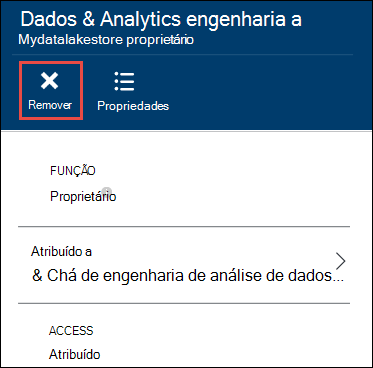 Dados & Analytics engenharia a
Mydatalakestore proprietário
Remover
Propriedades
FUNÇÃO
Proprietário
Atribuído a
& Chá de engenharia de análise de dados...
ACCESS
Atribuído